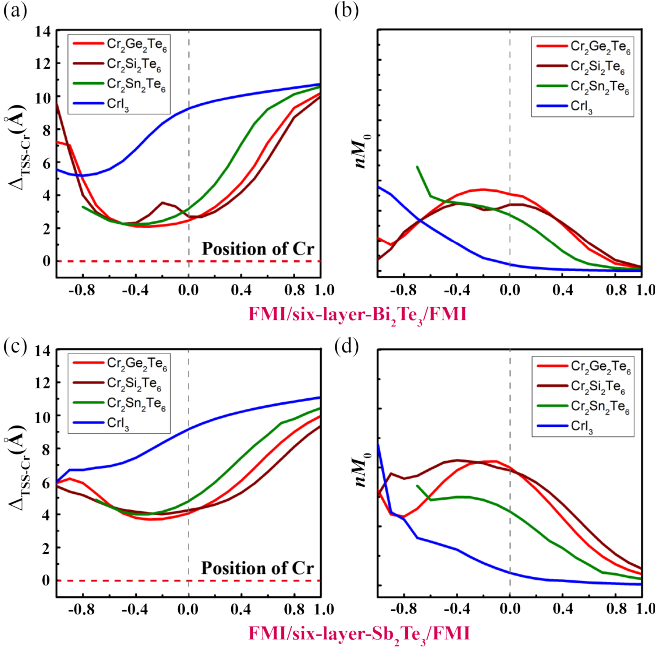 (a)
14
12
10
8
6
4
2
0
Δ_TSS-Cr(Å)
Cr₂Ge₂Te₆
Cr₂Si₂Te₆
Cr₂Sn₂Te₆
CrI₃
Position of Cr
-0.8 -0.4 0.0 0.4 0.8 1.0
(b)
nM₀
Cr₂Ge₂Te₆
Cr₂Si₂Te₆
Cr₂Sn₂Te₆
CrI₃
-0.8 -0.4 0.0 0.4 0.8 1.0
FMI/six-layer-Bi₂Te₃/FMI
(c)
14
12
10
8
6
4
2
0
Δ_TSS-Cr(Å)
Cr₂Ge₂Te₆
Cr₂Si₂Te₆
Cr₂Sn₂Te₆
CrI₃
Position of Cr
-0.8 -0.4 0.0 0.4 0.8 1.0
(d)
nM₀
Cr₂Ge₂Te₆
Cr₂Si₂Te₆
Cr₂Sn₂Te₆
CrI₃
-0.8 -0.4 0.0 0.4 0.8 1.0
FMI/six-layer-Sb₂Te₃/FMI